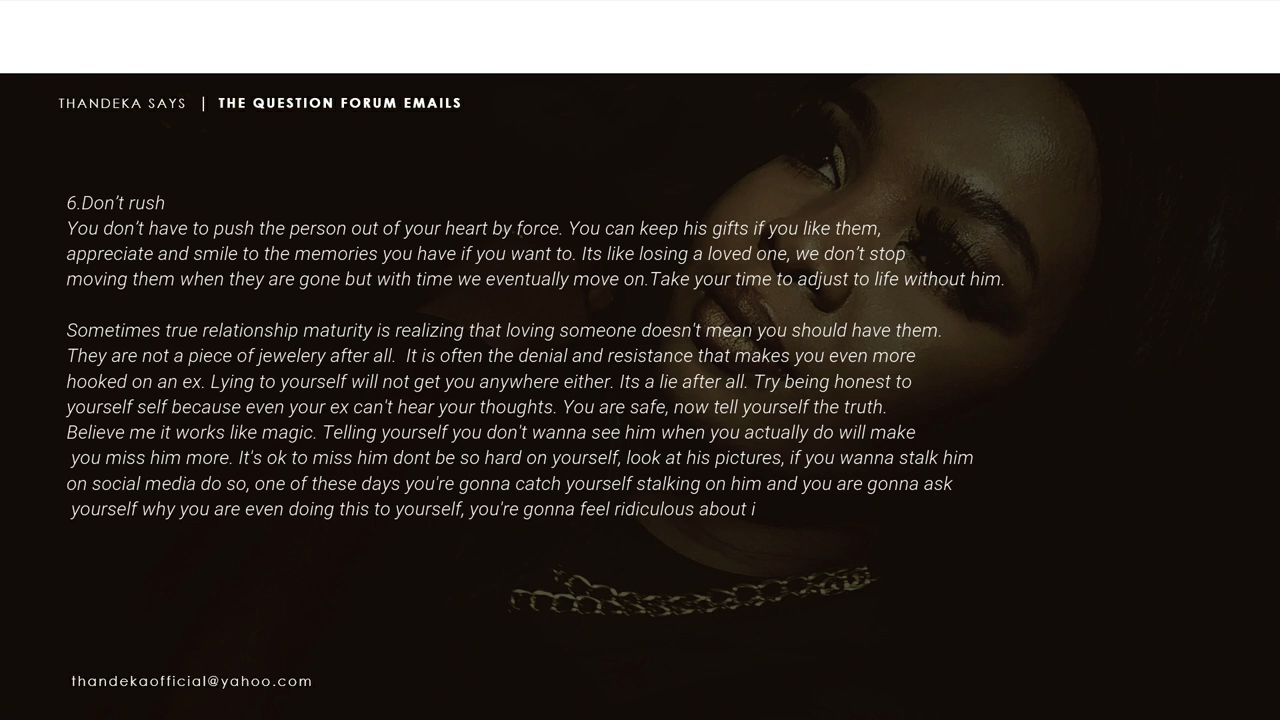 THANDEKA SAYS | THE QUESTION FORUM EMAILS
6.Don’t rush
You don’t have to push the person out of your heart by force. You can keep his gifts if you like them,
appreciate and smile to the memories you have if you want to. Its like losing a loved one, we don’t stop
moving them when they are gone but with time we eventually move on.Take your time to adjust to life without him.
Sometimes true relationship maturity is realizing that loving someone doesn't mean you should have them.
They are not a piece of jewelery after all. It is often the denial and resistance that makes you even more
hooked on an ex. Lying to yourself will not get you anywhere either. Its a lie after all. Try being honest to
yourself self because even your ex can't hear your thoughts. You are safe, now tell yourself the truth.
Believe me it works like magic. Telling yourself you don't wanna see him when you actually do will make
you miss him more. It's ok to miss him dont be so hard on yourself, look at his pictures, if you wanna stalk him
on social media do so, one of these days you're gonna catch yourself stalking on him and you are gonna ask
yourself why you are even doing this to yourself, you're gonna feel ridiculous about i
thandekaofficial@yahoo.com